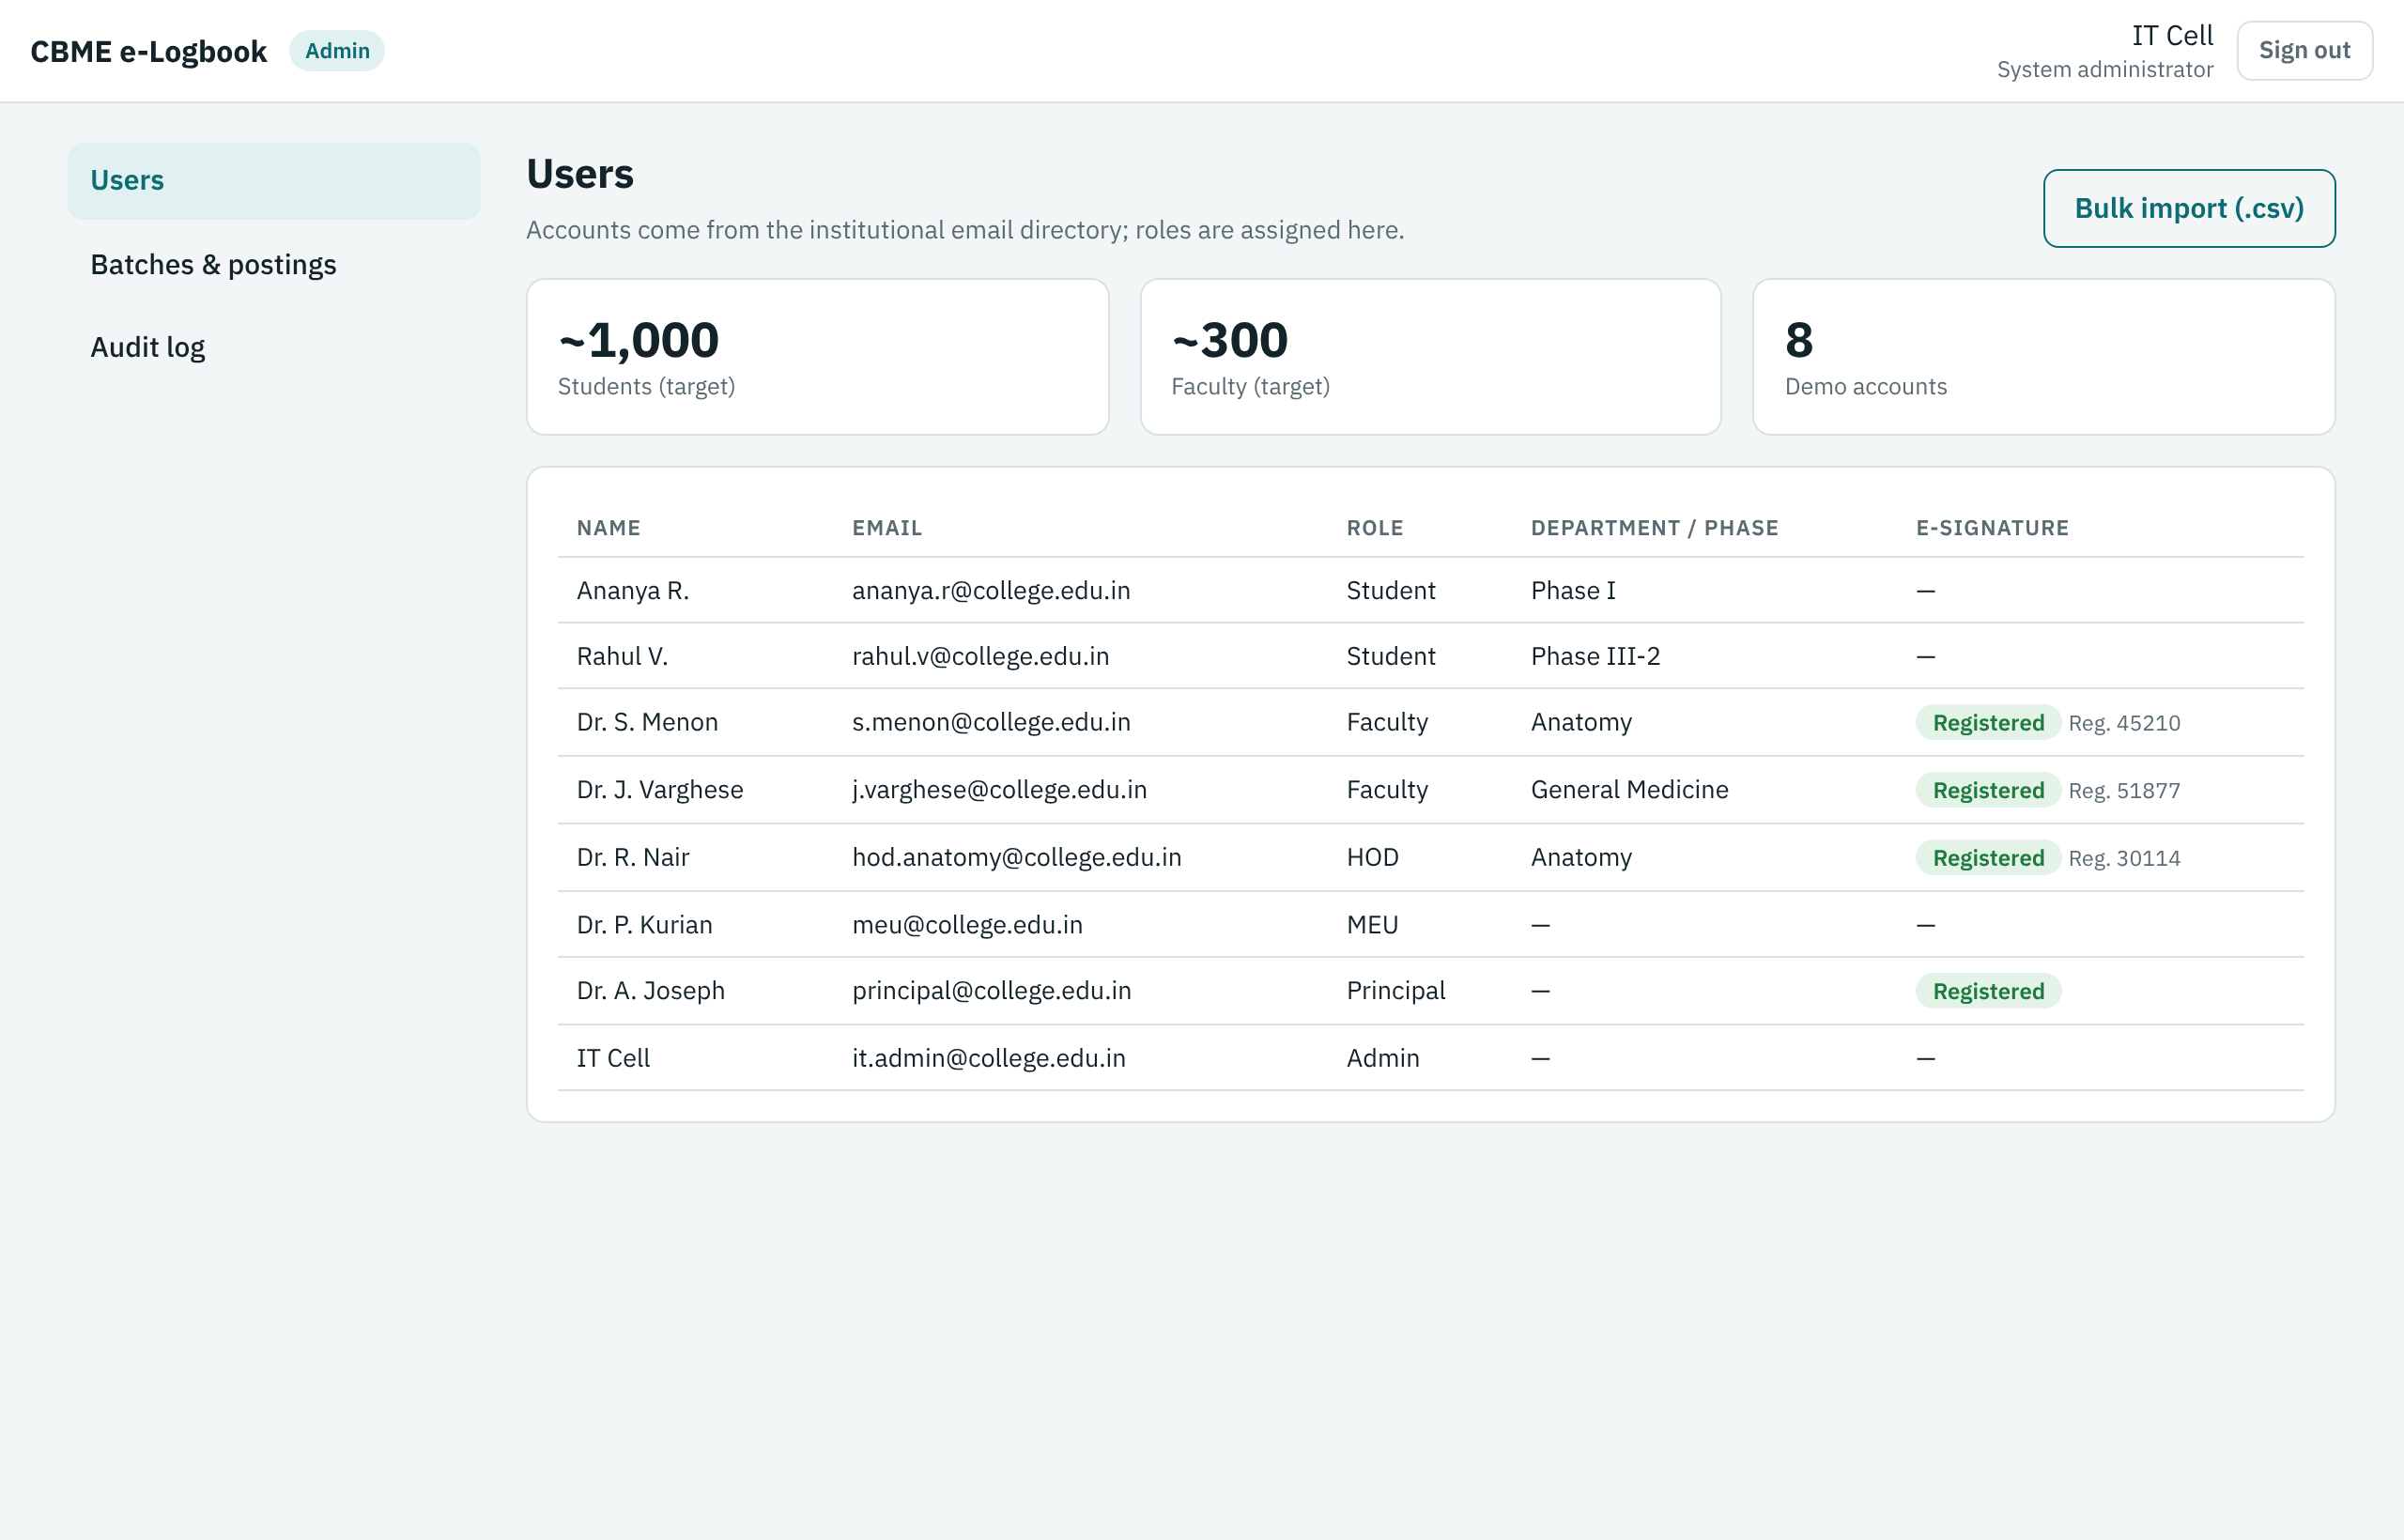 CBME e-Logbook Admin
IT Cell
System administrator
Sign out
Users
Batches & postings
Audit log
Users
Accounts come from the institutional email directory; roles are assigned here.
Bulk import (.csv)
~1,000
Students (target)
~300
Faculty (target)
8
Demo accounts
NAME EMAIL ROLE DEPARTMENT / PHASE E-SIGNATURE
Ananya R. ananya.r@college.edu.in Student Phase I —
Rahul V. rahul.v@college.edu.in Student Phase III-2 —
Dr. S. Menon s.menon@college.edu.in Faculty Anatomy Registered Reg. 45210
Dr. J. Varghese j.varghese@college.edu.in Faculty General Medicine Registered Reg. 51877
Dr. R. Nair hod.anatomy@college.edu.in HOD Anatomy Registered Reg. 30114
Dr. P. Kurian meu@college.edu.in MEU — —
Dr. A. Joseph principal@college.edu.in Principal — Registered
IT Cell it.admin@college.edu.in Admin — —